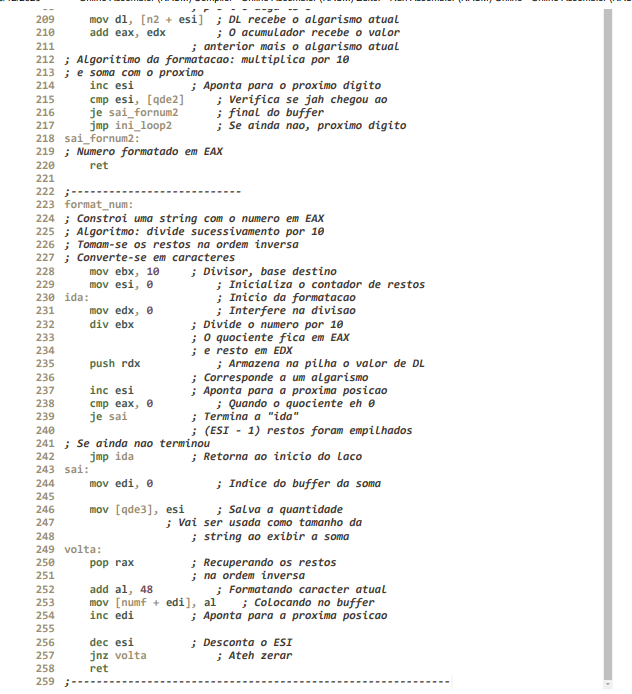 209 mov dl, [n2 + esi] ; DL recebe o algarismo atual
210 add eax, edx ; O acumulador recebe o valor
211 ; anterior mais o algarismo atual
212 ; Algoritimo da formatacao: multiplica por 10
213 ; e soma com o proximo
214 inc esi ; Aponta para o proximo digito
215 cmp esi, [qde2] ; Verifica se jah chegou ao
216 je sai_fornum2 ; final do buffer
217 jmp ini_loop2 ; Se ainda nao, proximo digito
218 sai_fornum2:
219 ; Numero formatado em EAX
220 ret
221
222 ;--------------------------
223 format_num:
224 ; Constroi uma string com o numero em EAX
225 ; Algoritmo: divide sucessivamento por 10
226 ; Tomam-se os restos na ordem inversa
227 ; Converte-se em caracteres
228 mov ebx, 10 ; Divisor, base destino
229 mov esi, 0 ; Inicializa o contador de restos
230 ida: ; Inicio da formatacao
231 mov edx, 0 ; Interfere na divisao
232 div ebx ; Divide o numero por 10
233 ; O quociente fica em EAX
234 ; e resto em EDX
235 push rdx ; Armazena na pilha o valor de DL
236 ; Corresponde a um algarismo
237 inc esi ; Aponta para a proxima posicao
238 cmp eax, 0 ; Quando o quociente eh 0
239 je sai ; Termina a "ida"
240 ; (ESI - 1) restos foram empilhados
241 ; Se ainda nao terminou
242 jmp ida ; Retorna ao inicio do laco
243 sai:
244 mov edi, 0 ; Indice do buffer da soma
245
246 mov [qde3], esi ; Salva a quantidade
247 ; Vai ser usada como tamanho da
248 ; string ao exibir a soma
249 volta:
250 pop rax ; Recuperando os restos
251 ; na ordem inversa
252 add al, 48 ; Formatando caracter atual
253 mov [numf + edi], al ; Colocando no buffer
254 inc edi ; Aponta para a proxima posicao
255
256 dec esi ; Desconta o ESI
257 jnz volta ; Ateh zerar
258 ret
259 ;----------------------------------------------------------